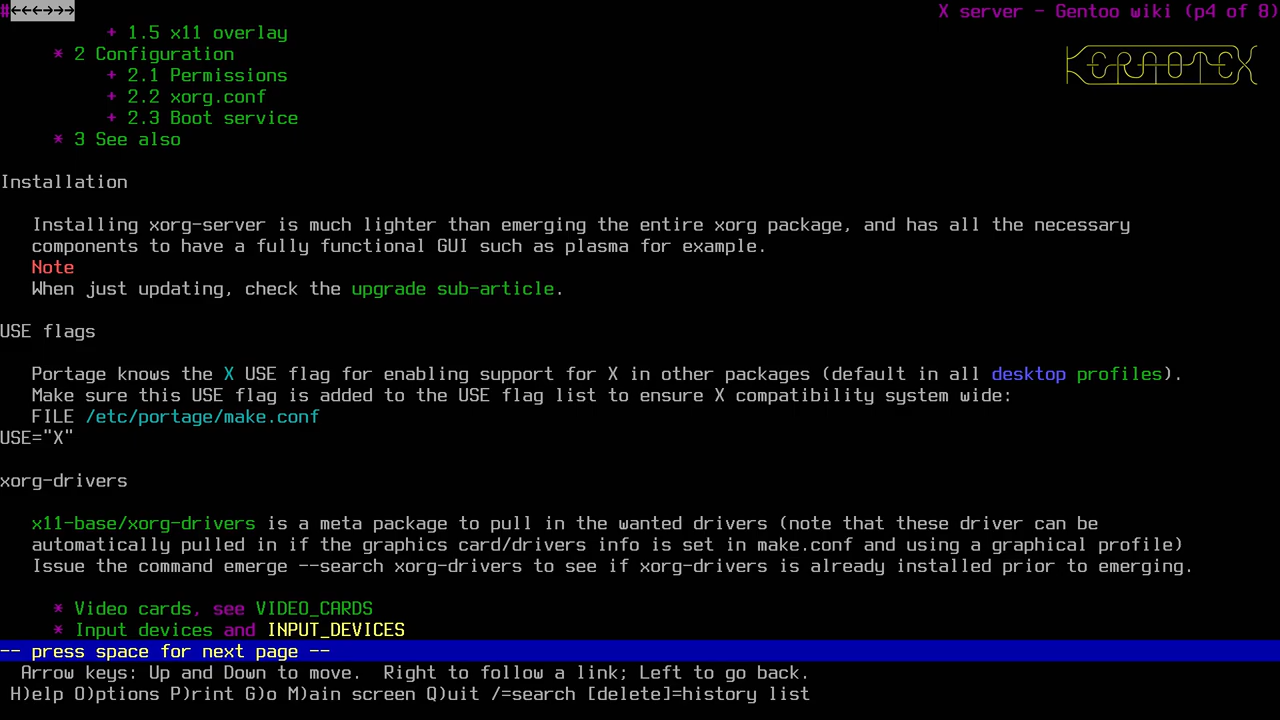 #←←←→→→ X server - Gentoo wiki (p4 of 8)
+ 1.5 x11 overlay
* 2 Configuration
KERNOTEX
+ 2.1 Permissions
+ 2.2 xorg.conf
+ 2.3 Boot service
* 3 See also
Installation
Installing xorg-server is much lighter than emerging the entire xorg package, and has all the necessary
components to have a fully functional GUI such as plasma for example.
Note
When just updating, check the upgrade sub-article.
USE flags
Portage knows the X USE flag for enabling support for X in other packages (default in all desktop profiles).
Make sure this USE flag is added to the USE flag list to ensure X compatibility system wide:
FILE /etc/portage/make.conf
USE="X"
xorg-drivers
x11-base/xorg-drivers is a meta package to pull in the wanted drivers (note that these driver can be
automatically pulled in if the graphics card/drivers info is set in make.conf and using a graphical profile)
Issue the command emerge --search xorg-drivers to see if xorg-drivers is already installed prior to emerging.
* Video cards, see VIDEO_CARDS
* Input devices and INPUT_DEVICES
-- press space for next page --
Arrow keys: Up and Down to move. Right to follow a link; Left to go back.
H)elp O)ptions P)rint G)o M)ain screen Q)uit /=search [delete]=history list